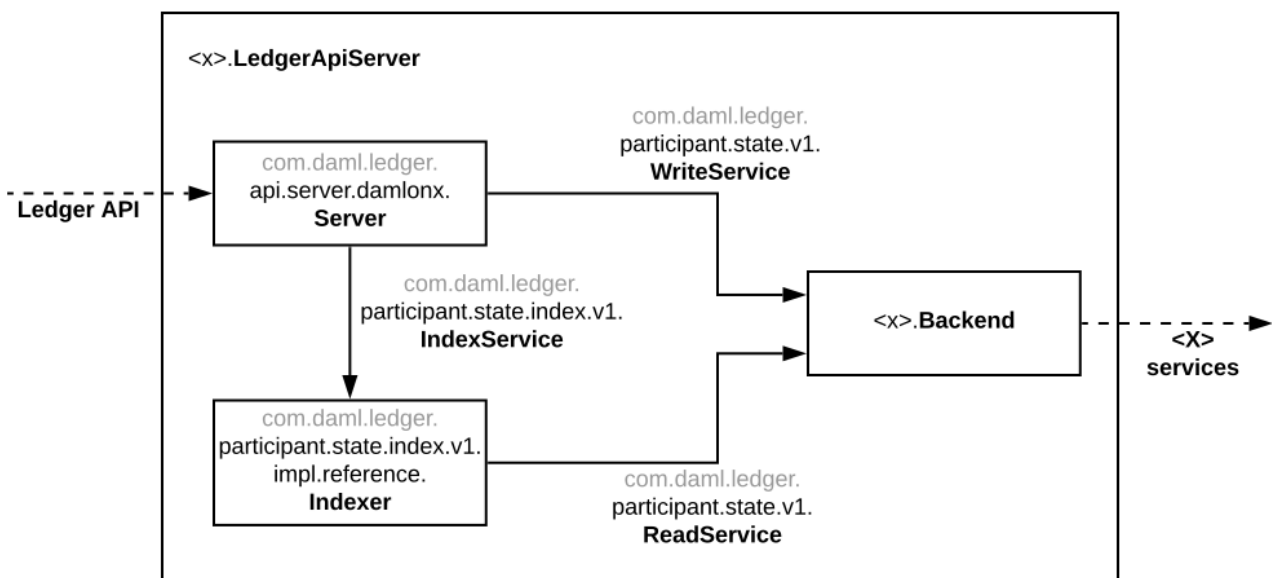 <x>.LedgerApiServer
com.daml.ledger.
participant.state.v1.
WriteService
com.daml.ledger.
api.server.damlonx.
Server
Ledger API
com.daml.ledger.
participant.state.index.v1.
IndexService
<x>.Backend
<X>
services
com.daml.ledger.
participant.state.index.v1.
impl.reference.
Indexer
com.daml.ledger.
participant.state.v1.
ReadService